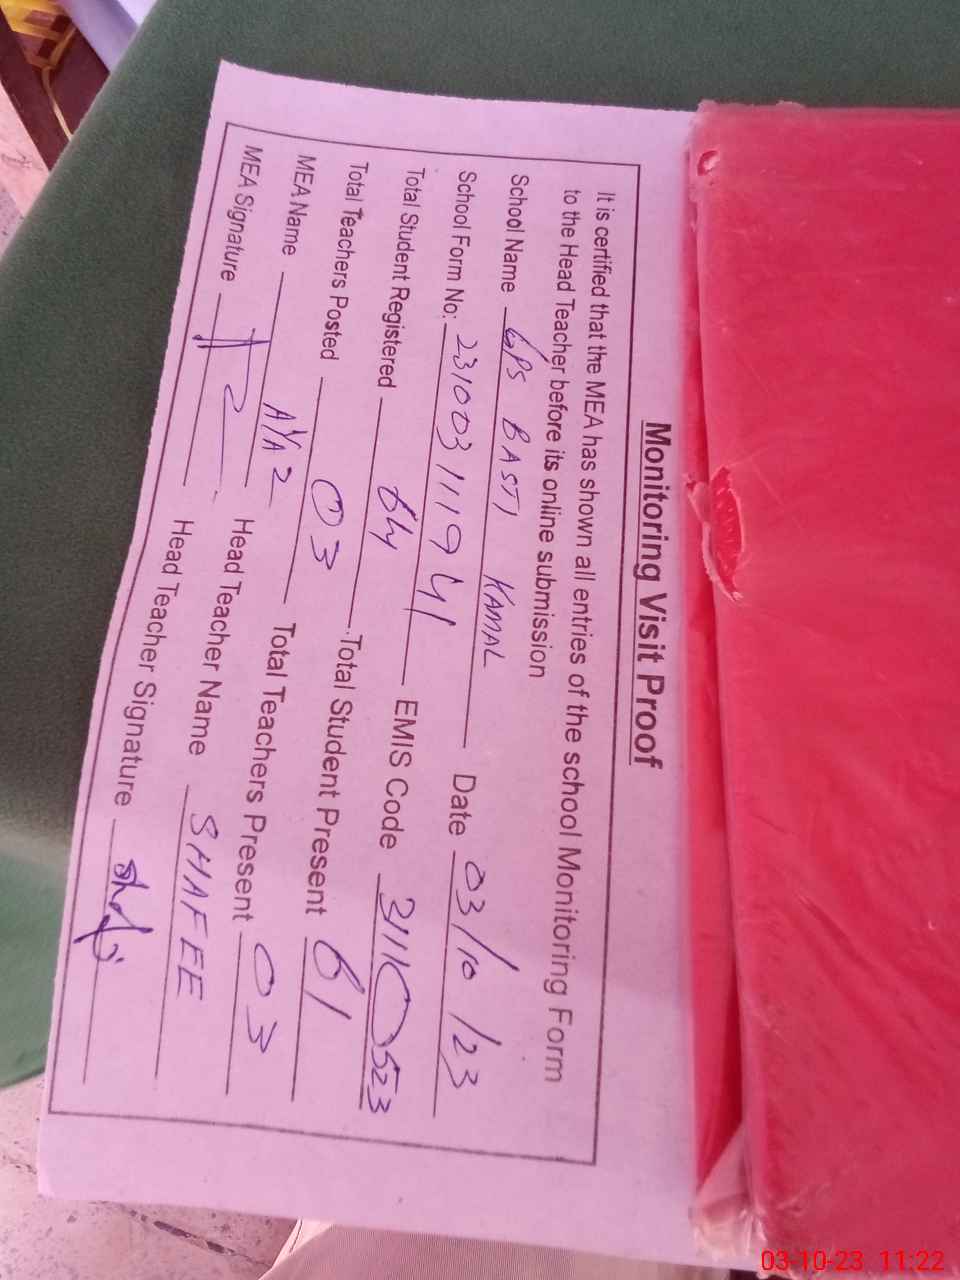 Monitoring Visit Proof
It is certified that the MEA has shown all entries of the school Monitoring Form
to the Head Teacher before its online submission
School Name GPS BASTI KAMAL Date 03/10/23
School Form No: 23100311941 EMIS Code 31110523
Total Student Registered 64 Total Student Present 61
Total Teachers Posted 03 Total Teachers Present 03
MEA Name AYAZ Head Teacher Name SHAFEE
MEA Signature Head Teacher Signature
03-10-23 11:22